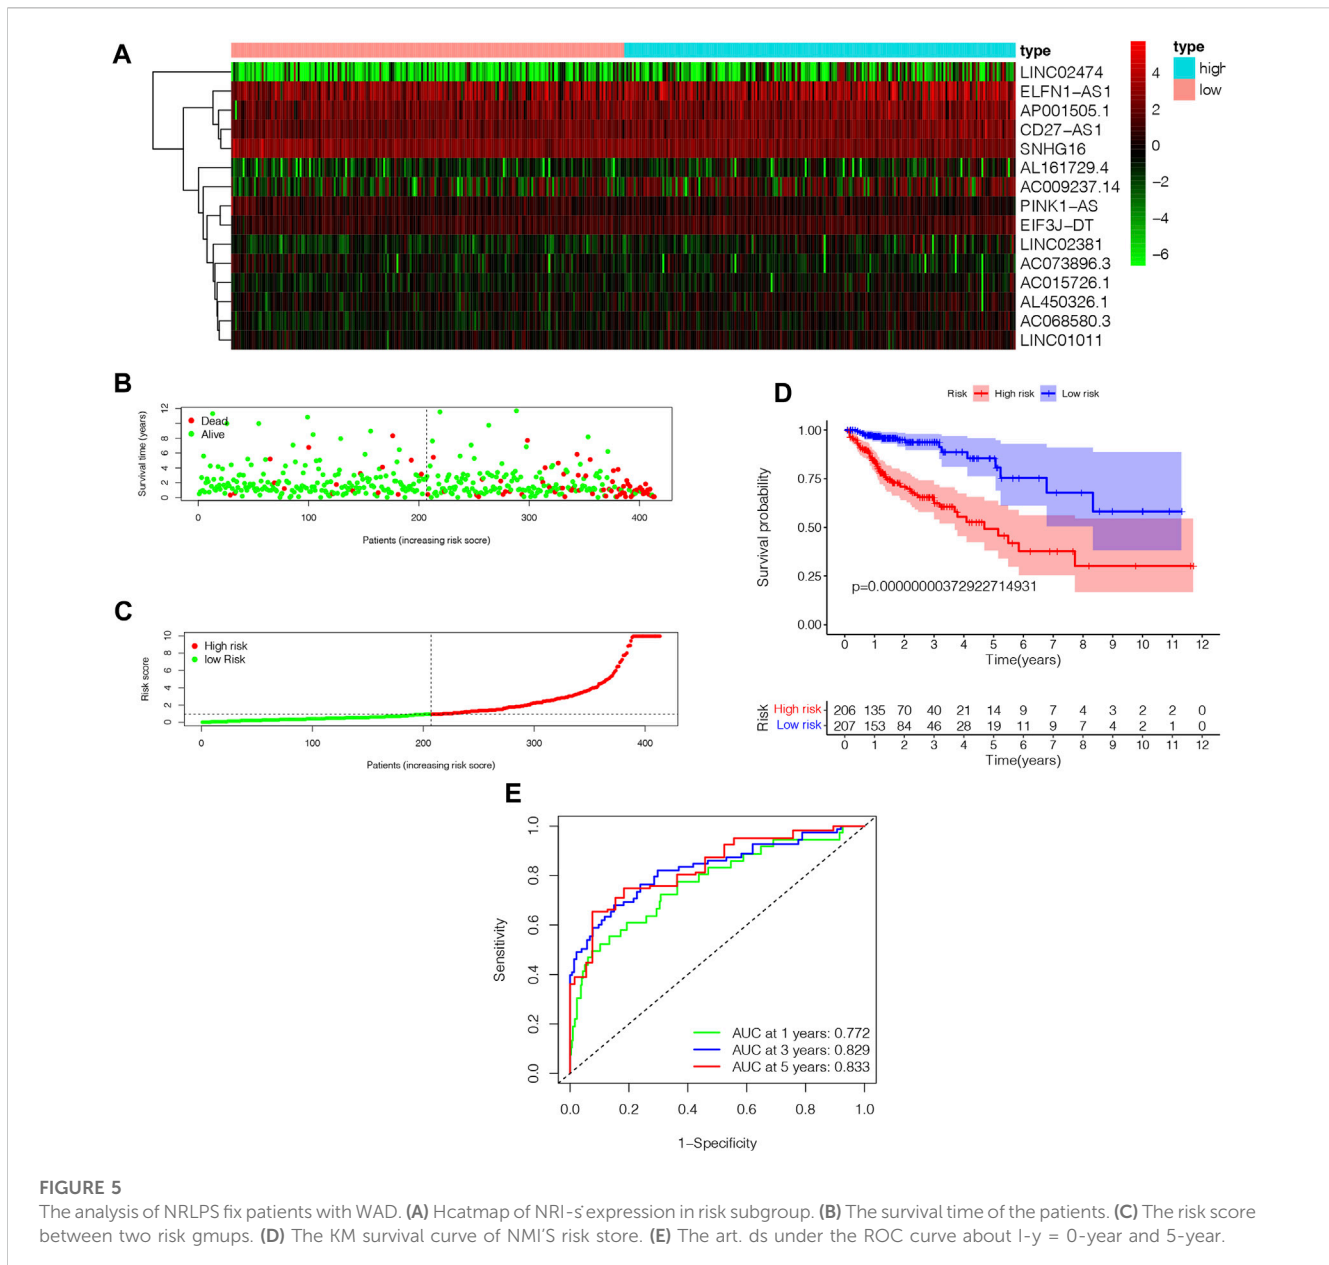 A
type
LINC02474
ELFN1-AS1
AP001505.1
CD27-AS1
SNHG16
AL161729.4
AC009237.14
PINK1-AS
EIF3J-DT
LINC02381
AC073896.3
AC015726.1
AL450326.1
AC068580.3
LINC01011
4
2
0
-2
-4
-6
type
high
low
B
Survival time (years)
12
8
6
4
2
0
Dead
Alive
0 100 200 300 400
Patients (increasing risk socre)
C
Risk score
10
8
6
4
2
0
High risk
low Risk
0 100 200 300 400
Patients (increasing risk socre)
D
Risk High risk Low risk
Survival probability
1.00
0.75
0.50
0.25
0.00
p=0.00000000372922714931
0 1 2 3 4 5 6 7 8 9 10 11 12
Time(years)
Risk
High risk 206 135 70 40 21 14 9 7 4 3 2 2 0
Low risk 207 153 84 46 28 19 11 9 7 4 2 1 0
0 1 2 3 4 5 6 7 8 9 10 11 12
Time(years)
E
Sensitivity
1.0
0.8
0.6
0.4
0.2
0.0
AUC at 1 years: 0.772
AUC at 3 years: 0.829
AUC at 5 years: 0.833
0.0 0.2 0.4 0.6 0.8 1.0
1-Specificity
FIGURE 5
The analysis of NRLPS fix patients with WAD. (A) Hcatmap of NRI-s' expression in risk subgroup. (B) The survival time of the patients. (C) The risk score
between two risk gmups. (D) The KM survival curve of NMI'S risk store. (E) The art. ds under the ROC curve about I-y = 0-year and 5-year.